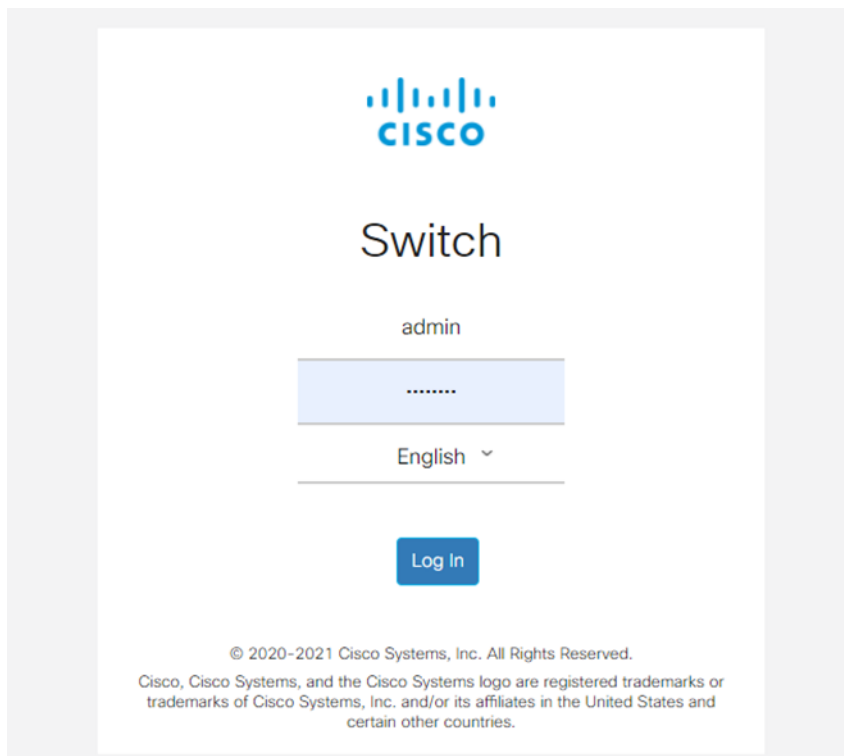 CISCO
Switch
admin
········
English
Log In
© 2020-2021 Cisco Systems, Inc. All Rights Reserved.
Cisco, Cisco Systems, and the Cisco Systems logo are registered trademarks or
trademarks of Cisco Systems, Inc. and/or its affiliates in the United States and
certain other countries.